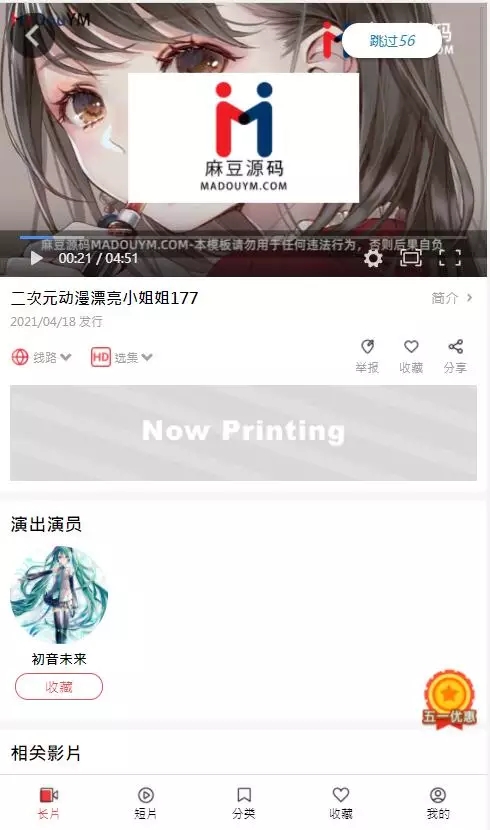 跳过56
麻豆源码
MADOUYM.COM
麻豆源码MADOUYM.COM-本模板请勿用于任何违法行为，否则后果自负
00:21 / 04:51
二次元动漫漂亮小姐姐177
简介
2021/04/18 发行
线路
HD 选集
举报
收藏
分享
Now Printing
演出演员
初音未来
收藏
五一优惠
相关影片
长片
短片
分类
收藏
我的